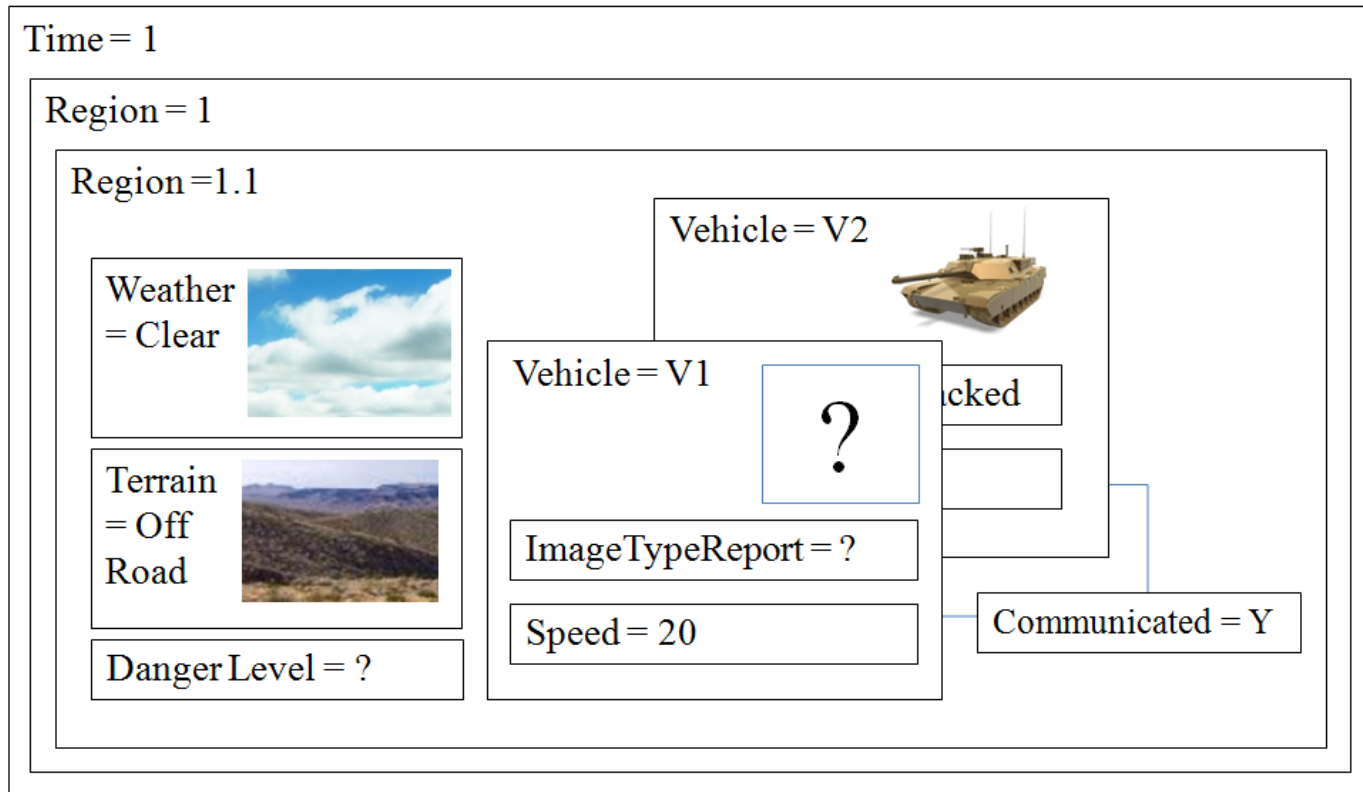 Time = 1
Region = 1
Region =1.1
Weather
= Clear
Terrain
= Off
Road
Danger Level = ?
Vehicle = V2
Vehicle = V1
?
ImageTypeReport = ?
Speed = 20
Communicated = Y